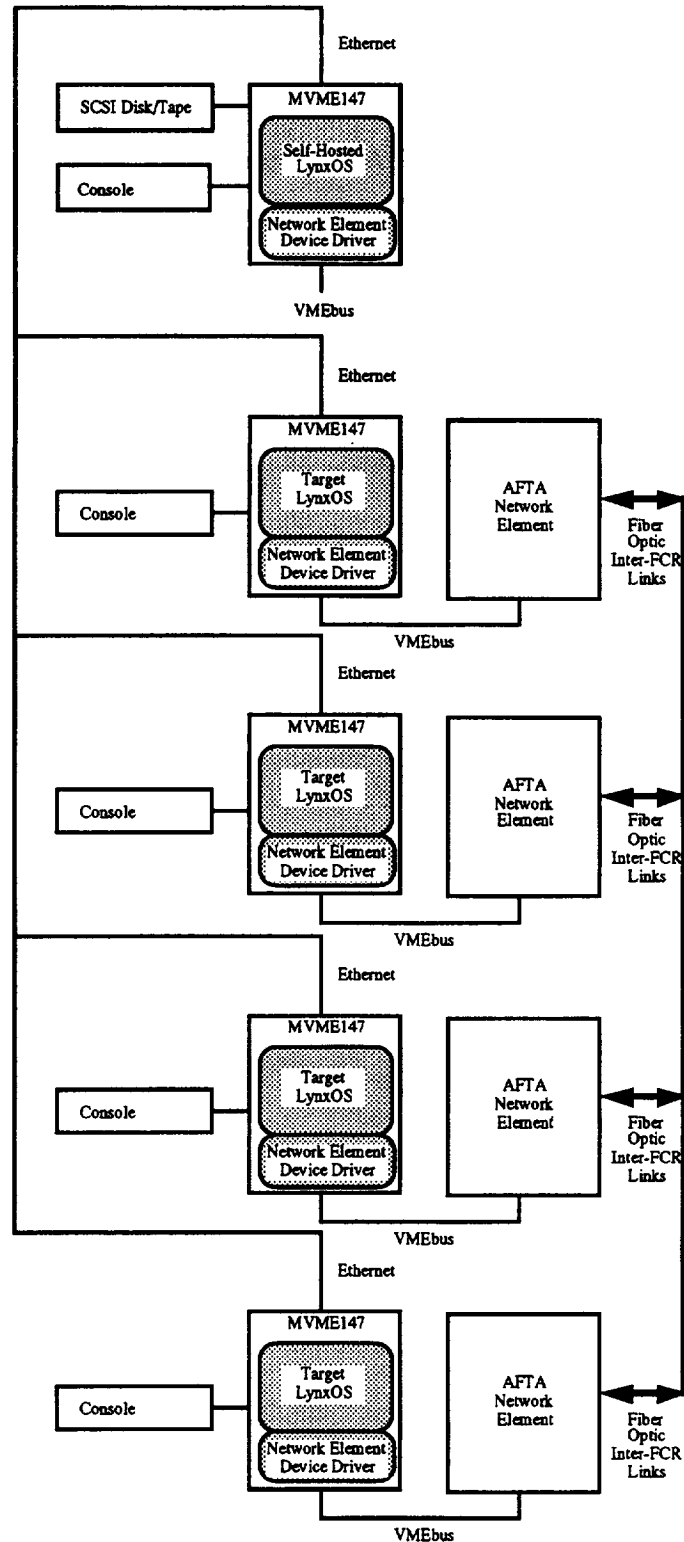 Ethernet
MVME147
SCSI Disk/Tape
Self-Hosted
LynxOS
Console
Network Element
Device Driver
VMEbus
Ethernet
MVME147
Target
LynxOS
Console
Network Element
Device Driver
AFTA
Network
Element
Fiber
Optic
Inter-FCR
Links
VMEbus
Ethernet
MVME147
Target
LynxOS
Console
Network Element
Device Driver
AFTA
Network
Element
Fiber
Optic
Inter-FCR
Links
VMEbus
Ethernet
MVME147
Target
LynxOS
Console
Network Element
Device Driver
AFTA
Network
Element
Fiber
Optic
Inter-FCR
Links
VMEbus
Ethernet
MVME147
Target
LynxOS
Console
Network Element
Device Driver
AFTA
Network
Element
Fiber
Optic
Inter-FCR
Links
VMEbus